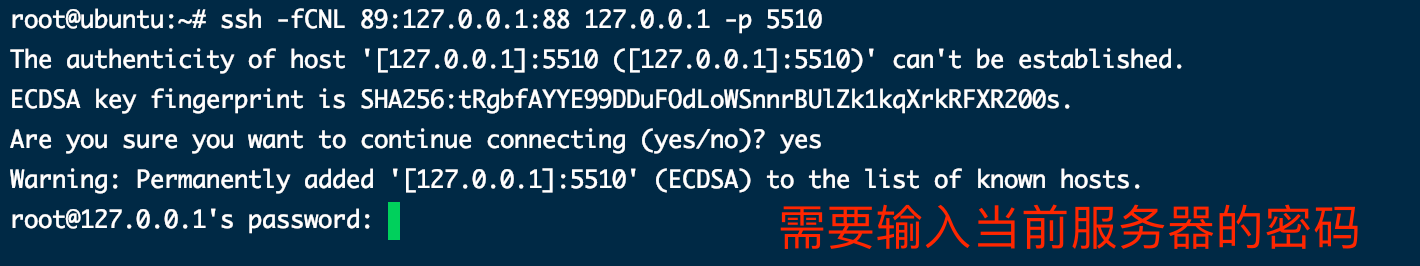 root@ubuntu:~# ssh -fCNL 89:127.0.0.1:88 127.0.0.1 -p 5510
The authenticity of host '[127.0.0.1]:5510 ([127.0.0.1]:5510)' can't be established.
ECDSA key fingerprint is SHA256:tRgbfAYYE99DDuFOdLoWSnnrBUlZk1kqXrkRFXR200s.
Are you sure you want to continue connecting (yes/no)? yes
Warning: Permanently added '[127.0.0.1]:5510' (ECDSA) to the list of known hosts.
root@127.0.0.1's password:
需要输入当前服务器的密码